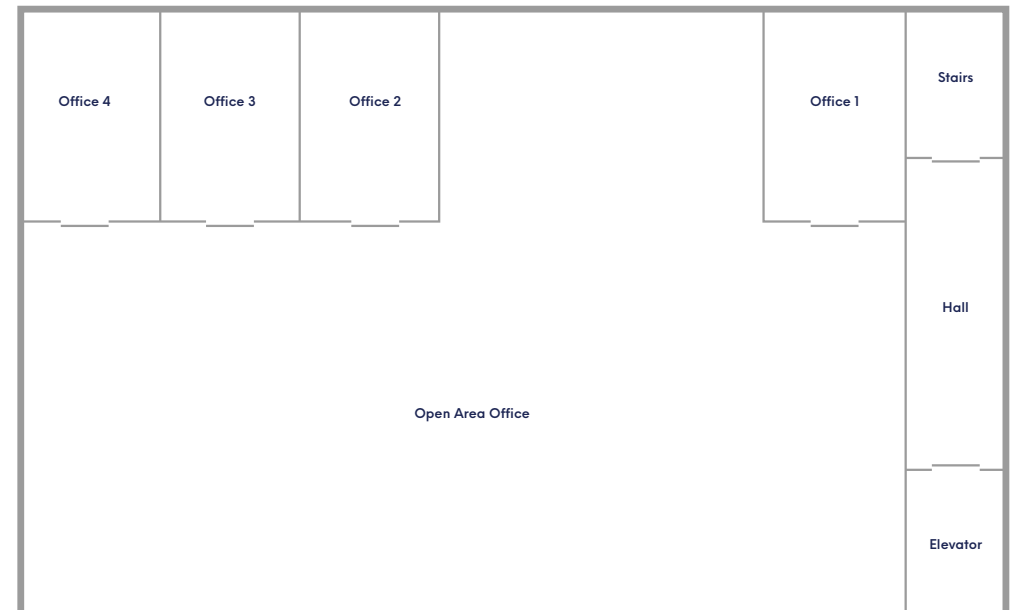 Office 4
Office 3
Office 2
Office 1
Stairs
Hall
Open Area Office
Elevator